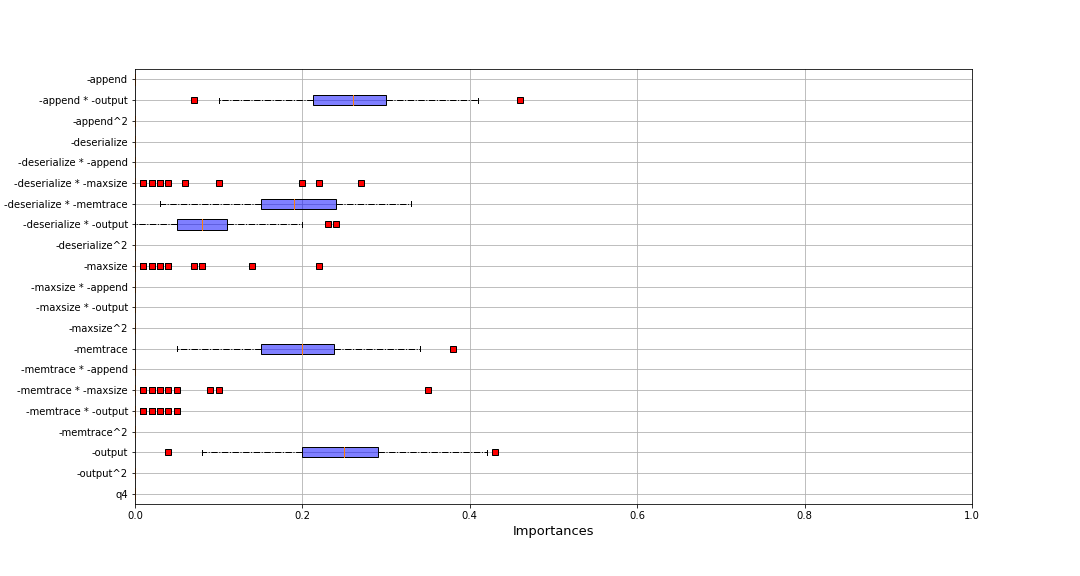 -append
-append * -output
-append^2
-deserialize
-deserialize * -append
-deserialize * -maxsize
-deserialize * -memtrace
-deserialize * -output
-deserialize^2
-maxsize
-maxsize * -append
-maxsize * -output
-maxsize^2
-memtrace
-memtrace * -append
-memtrace * -maxsize
-memtrace * -output
-memtrace^2
-output
-output^2
q4
0.0 0.2 0.4 0.6 0.8 1.0
Importances